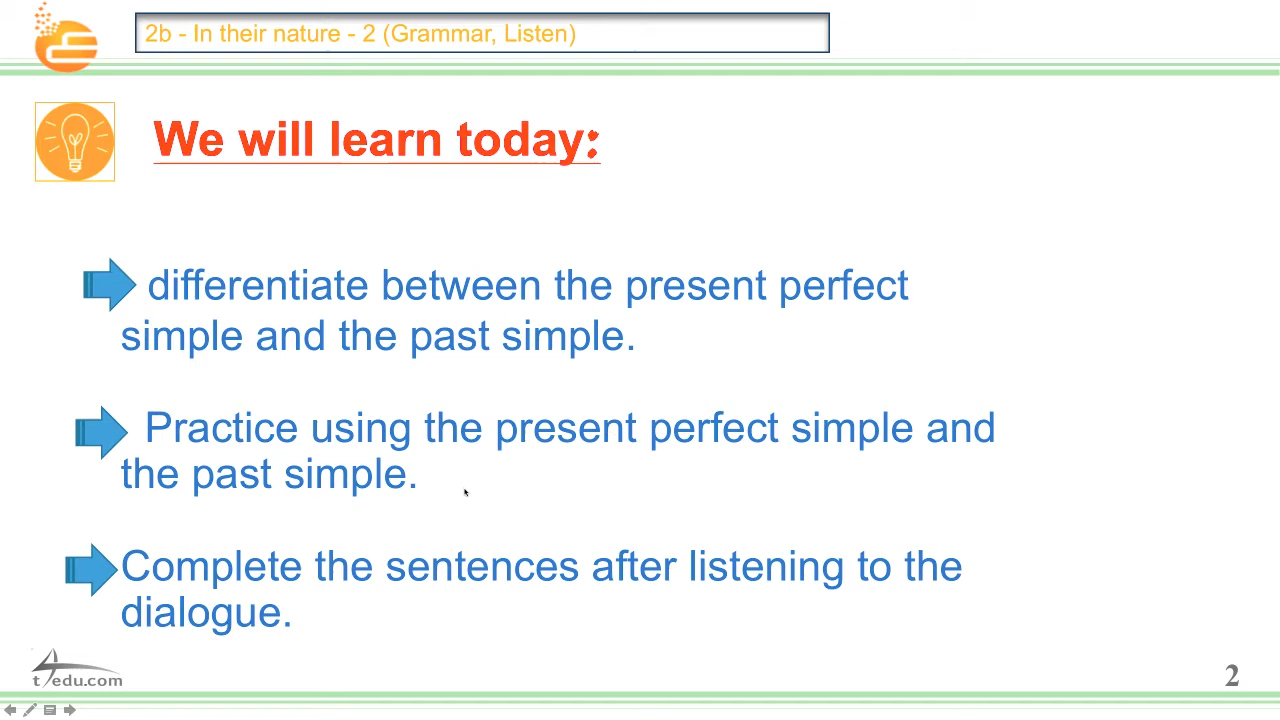 2b - In their nature - 2 (Grammar, Listen)
We will learn today:
differentiate between the present perfect
simple and the past simple.
Practice using the present perfect simple and
the past simple.
Complete the sentences after listening to the
dialogue.
t4edu.com
2